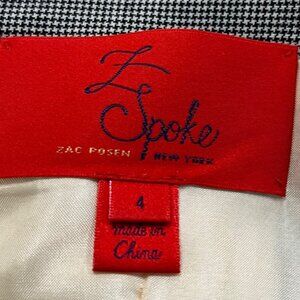 Z
Spoke
ZAC POSEN NEW YORK
4
made in
China